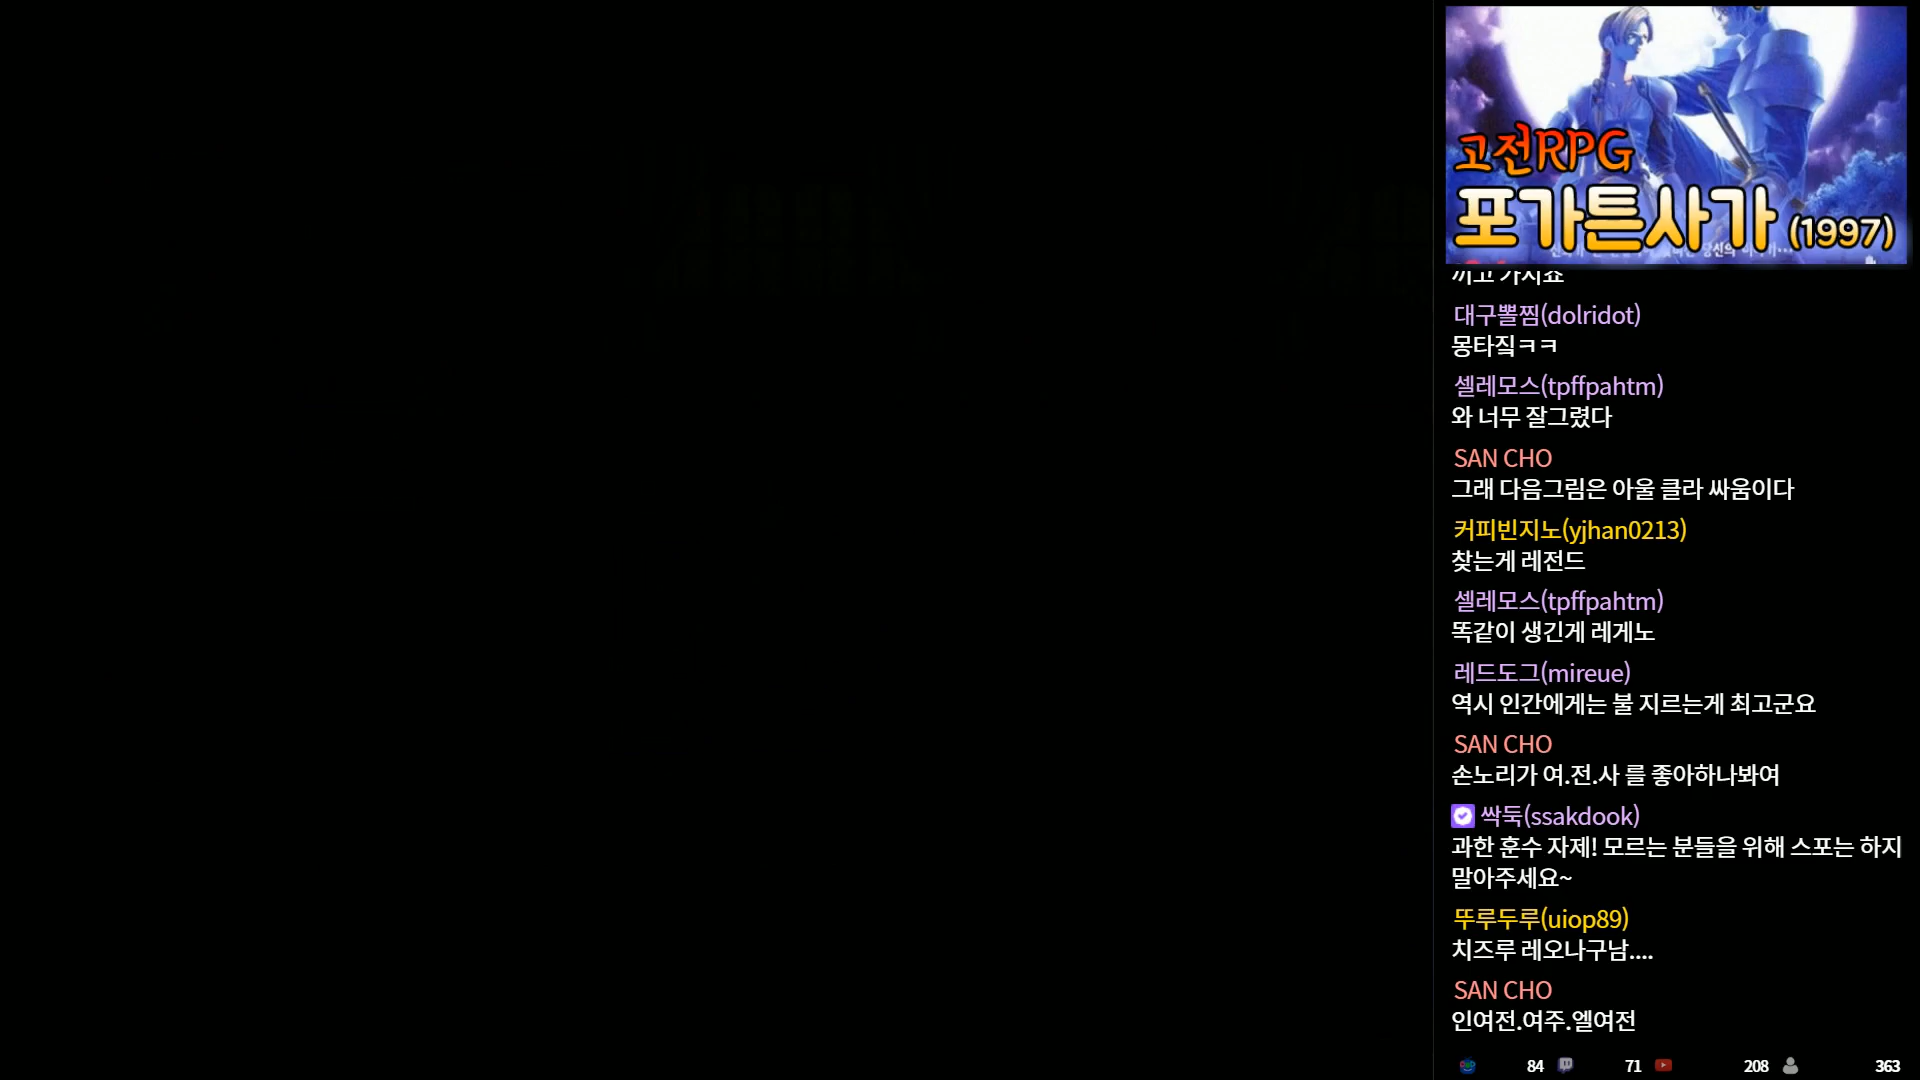 고전RPG
포가튼사가 (1997)
끼고 가시죠
대구뽈찜(dolridot)
몽타짘ㅋㅋ
셀레모스(tpffpahtm)
와 너무 잘그렸다
SAN CHO
그래 다음그림은 아울 클라 싸움이다
커피빈지노(yjhan0213)
찾는게 레전드
셀레모스(tpffpahtm)
똑같이 생긴게 레게노
레드도그(mireue)
역시 인간에게는 불 지르는게 최고군요
SAN CHO
손노리가 여.전.사 를 좋아하나봐여
싹둑(ssakdook)
과한 훈수 자제! 모르는 분들을 위해 스포는 하지
말아주세요~
뚜루두루(uiop89)
치즈루 레오나구남....
SAN CHO
인여전.여주.엘여전
84 71 208 363